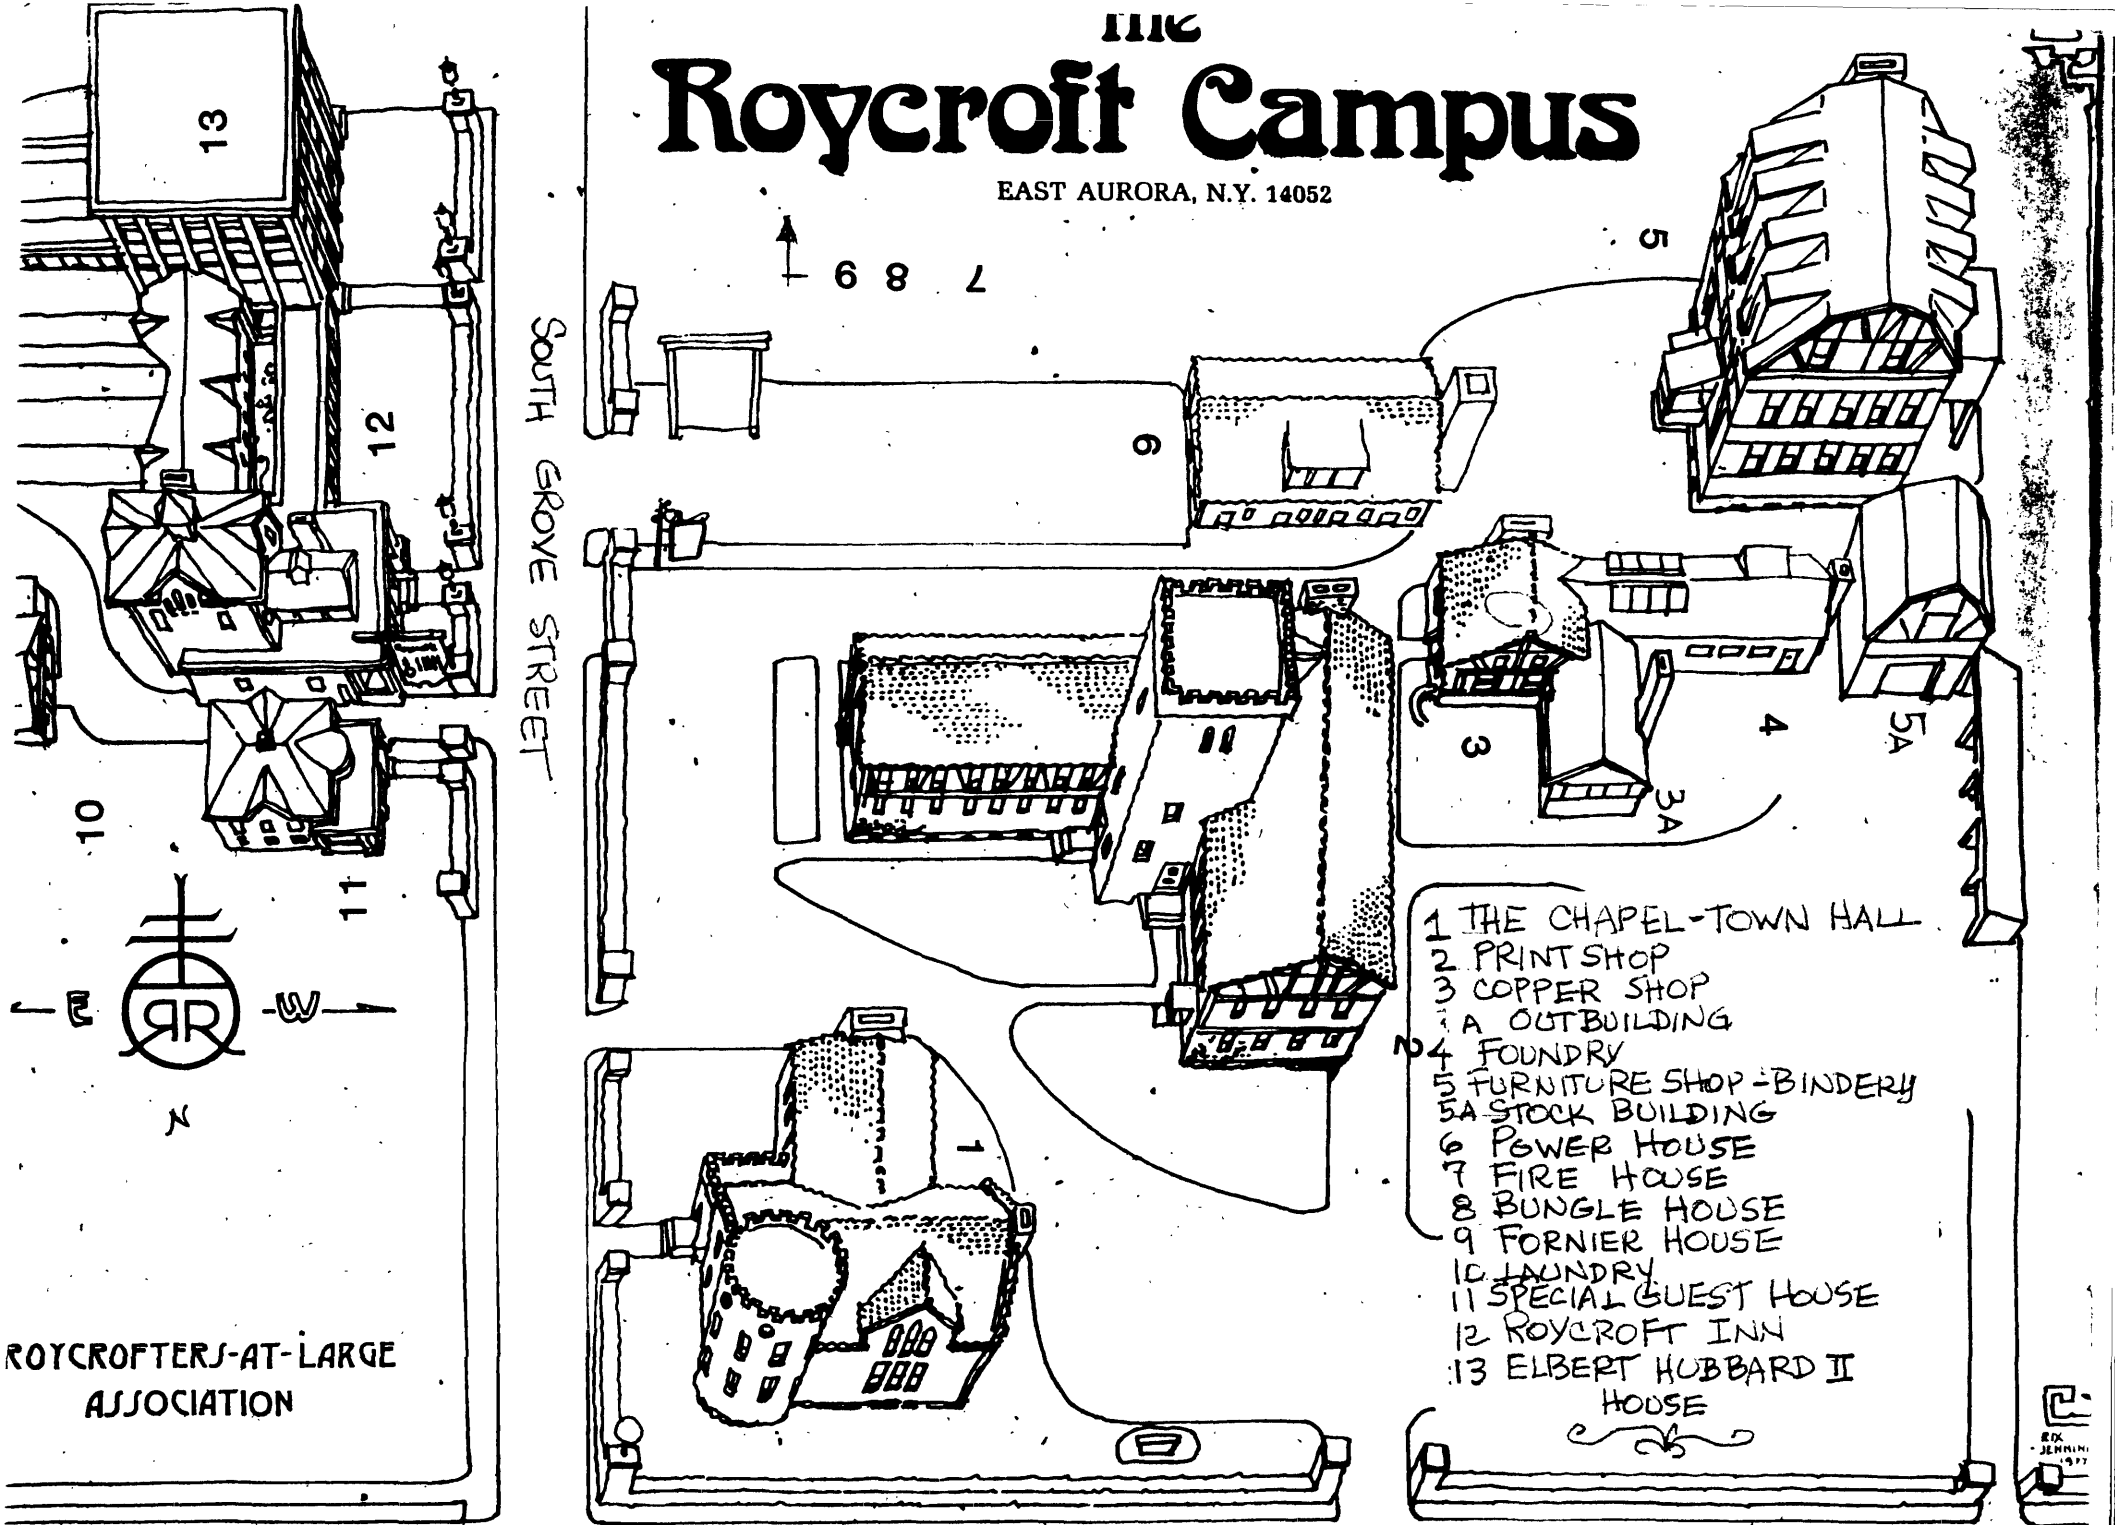 The
Roycroft Campus
EAST AURORA, N.Y. 14052
9 8 7
13
12
10
11
SOUTH GROVE STREET
5
6
5A
4
3
3A
2
1
E
W
N
1 THE CHAPEL-TOWN HALL
2 PRINT SHOP
3 COPPER SHOP
A OUTBUILDING
4 FOUNDRY
5 FURNITURE SHOP-BINDERY
5A STOCK BUILDING
6 POWER HOUSE
7 FIRE HOUSE
8 BUNGLE HOUSE
9 FORNIER HOUSE
10 LAUNDRY
11 SPECIAL GUEST HOUSE
12 ROYCROFT INN
13 ELBERT HUBBARD II
HOUSE
ROYCROFTERS-AT-LARGE
ASSOCIATION
RIX
1977